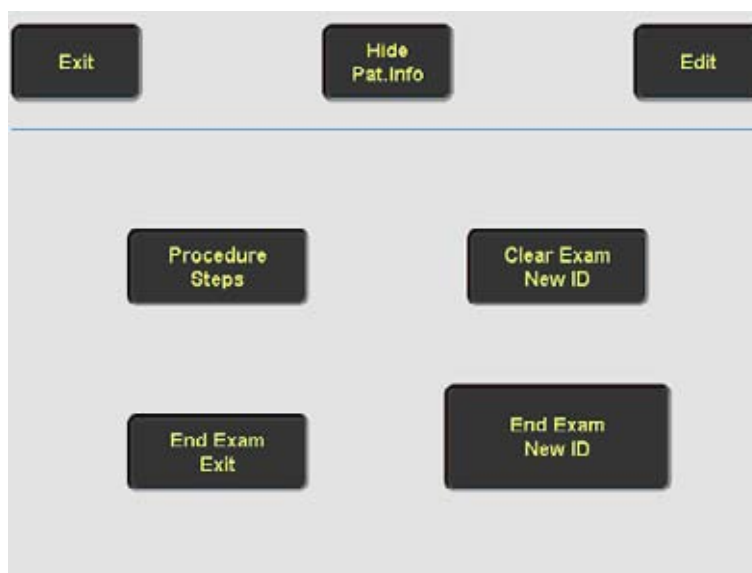 Exit
Hide
Pat.Info
Edit
Procedure
Steps
Clear Exam
New ID
End Exam
Exit
End Exam
New ID